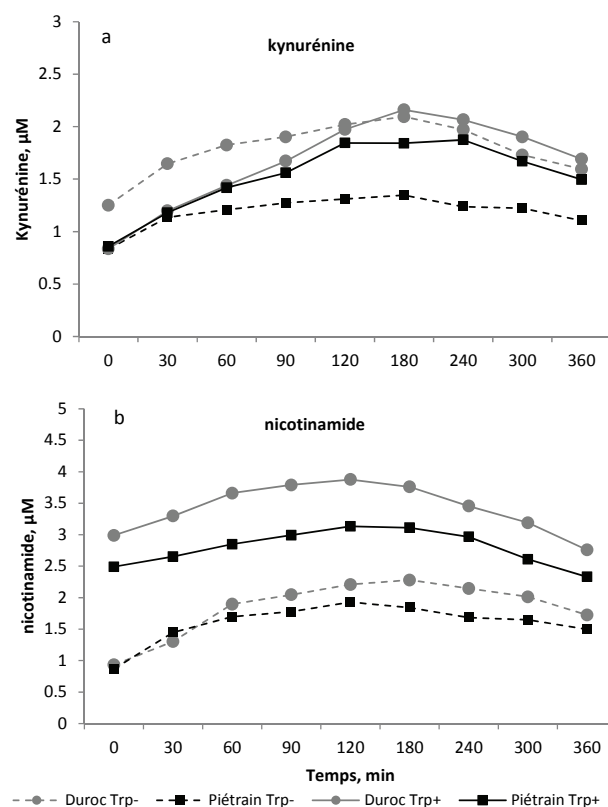 a
kynurénine
Kynurénine, µM
3
2.5
2
1.5
1
0.5
0
0 30 60 90 120 180 240 300 360
b
nicotinamide
nicotinamide, µM
5
4.5
4
3.5
3
2.5
2
1.5
1
0.5
0
0 30 60 90 120 180 240 300 360
Temps, min
Duroc Trp- Piétrain Trp- Duroc Trp+ Piétrain Trp+